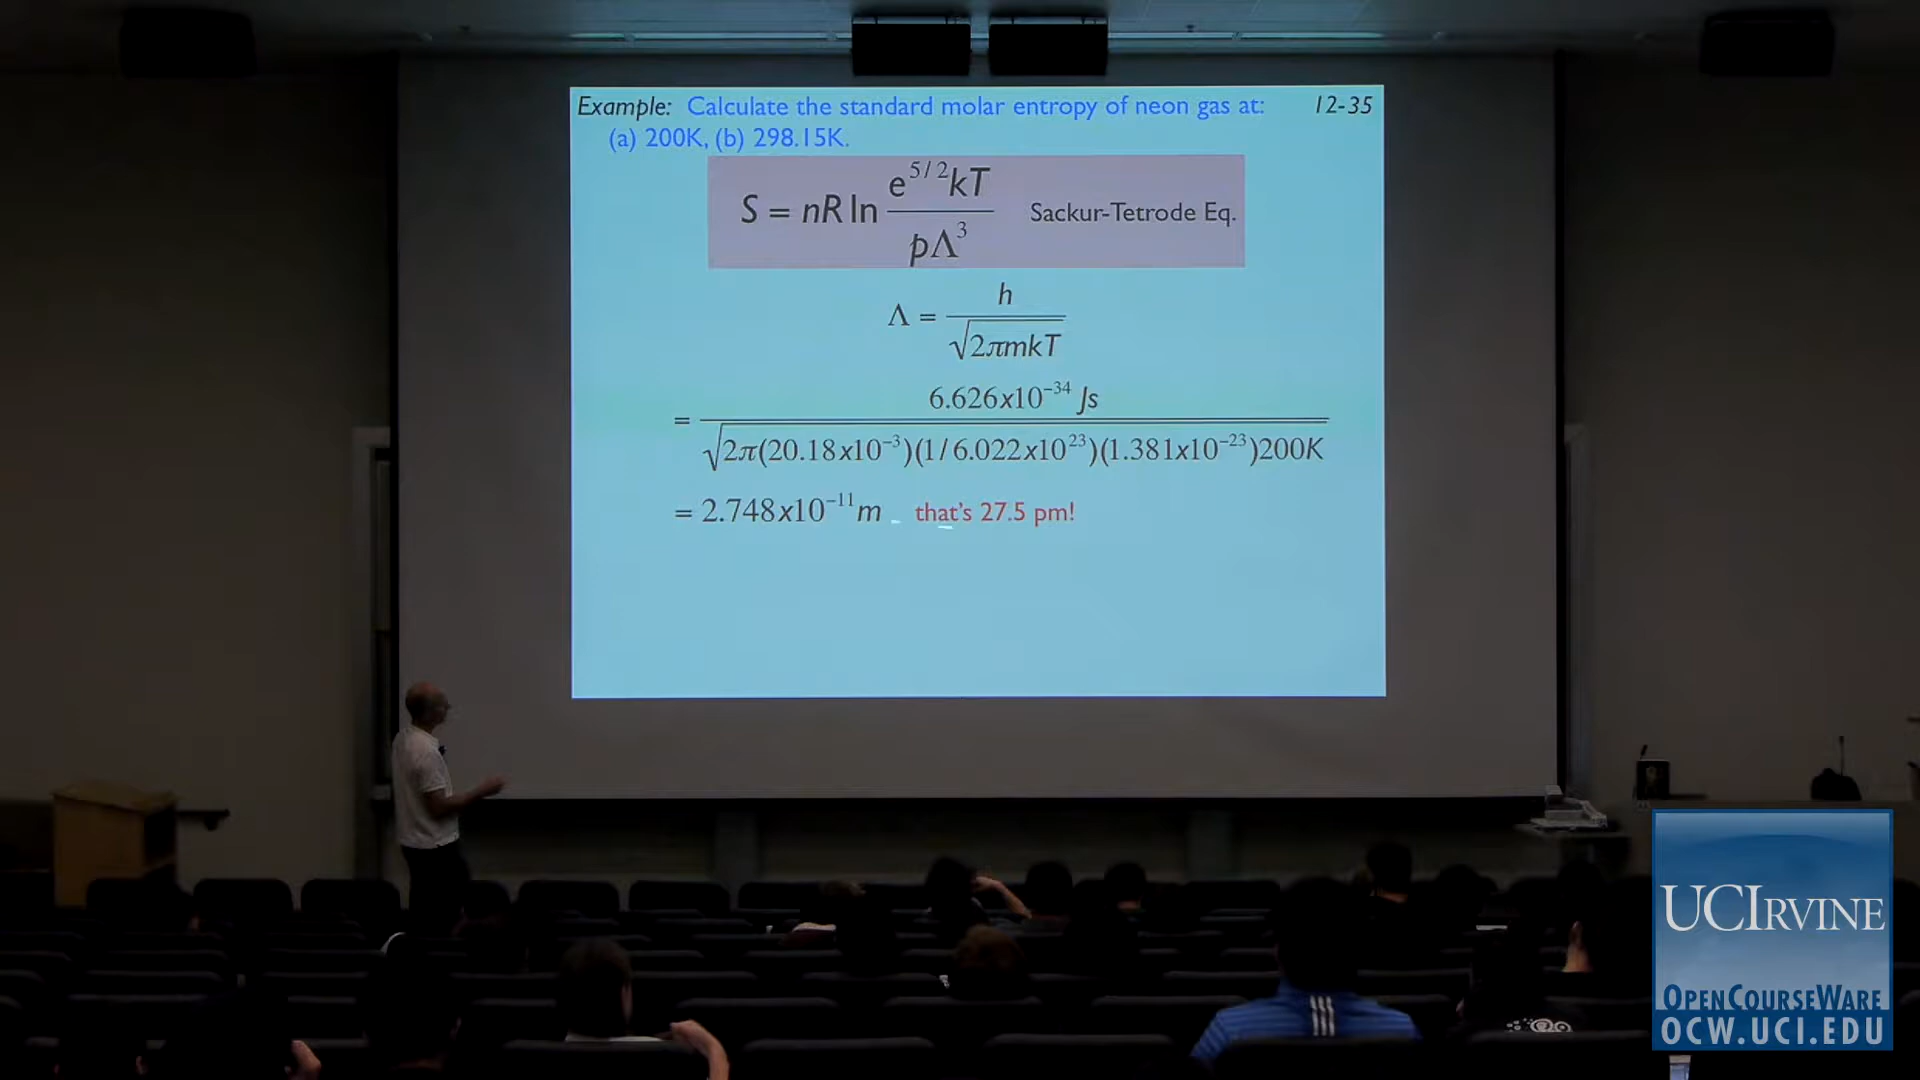 Example: Calculate the standard molar entropy of neon gas at: 12-35
(a) 200K, (b) 298.15K.
S = nR ln e^{5/2}kT / pΛ^3 Sackur-Tetrode Eq.
Λ = h / √2πmkT
= 6.626x10^{-34} Js / √2π(20.18x10^{-3})(1/6.022x10^{23})(1.381x10^{-23})200K
= 2.748x10^{-11}m that's 27.5 pm!
UCIRVINE
OPENCOURSEWARE
OCW.UCI.EDU